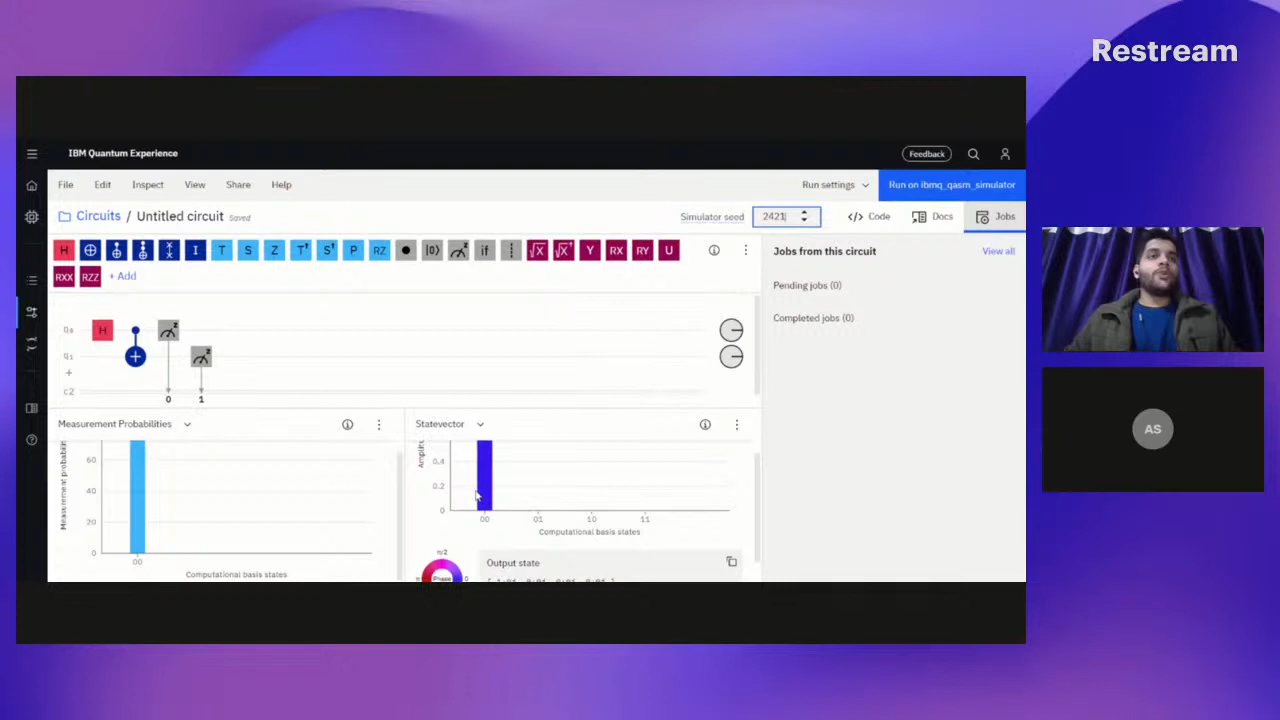 Restream
IBM Quantum Experience
Feedback
File Edit Inspect View Share Help
Run settings
Run on ibmq_qasm_simulator
Circuits / Untitled circuit Saved
Simulator seed 2421
Code Docs Jobs
H I T S Z T† S† P RZ |0⟩ z if √X √X† Y RX RY U
RXX RZZ + Add
Jobs from this circuit View all
Pending jobs (0)
Completed jobs (0)
q0 H z
q1 + z
+
c2
0 1
Measurement Probabilities
60
40
20
0
00
Computational basis states
Statevector
0.4
0.2
0
00 01 10 11
Computational basis states
π/2
π Phase 0
Output state
AS